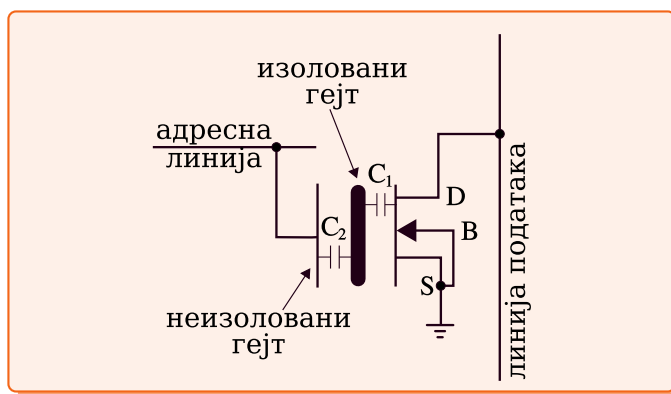 изоловани
гејт
адресна
линија
C1
D
C2
B
S
неизоловани
гејт
линија података